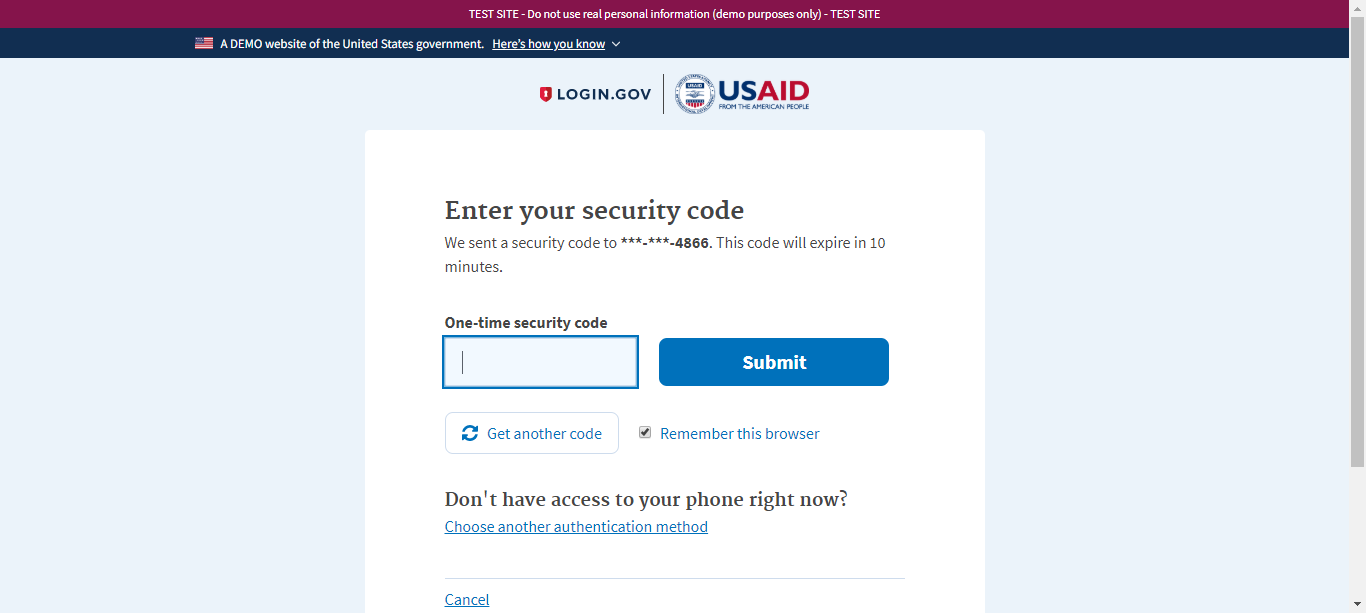 TEST SITE - Do not use real personal information (demo purposes only) - TEST SITE
A DEMO website of the United States government. Here's how you know
LOGIN.GOV USAID
FROM THE AMERICAN PEOPLE
Enter your security code
We sent a security code to ***-***-4866. This code will expire in 10
minutes.
One-time security code
Submit
Get another code Remember this browser
Don't have access to your phone right now?
Choose another authentication method
Cancel